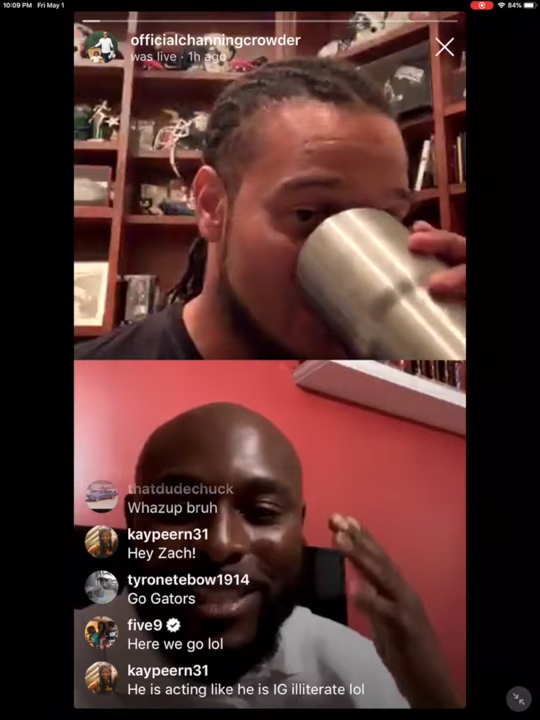 10:09 PM Fri May 1
84%
officialchanningcrowder
was live · 1h ago
thatdudechuck
Whazup bruh
kaypeern31
Hey Zach!
tyronetebow1914
Go Gators
five9
Here we go lol
kaypeern31
He is acting like he is IG illiterate lol